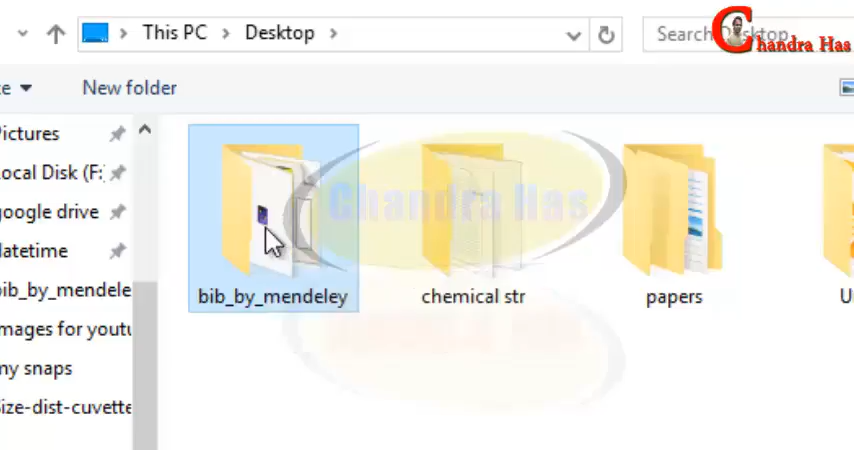 This PC
Desktop
Search Desktop
Chandra Has
New folder
Pictures
Local Disk (F:
google drive
datetime
bib_by_mendele
images for youtu
my snaps
Size-dist-cuvette
Chandra Has
bib_by_mendeley
chemical str
papers
U